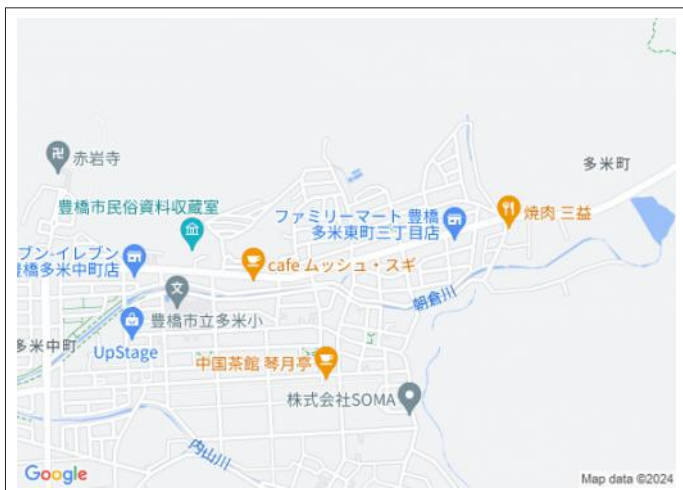 多米町
赤岩寺
豊橋市民俗資料収蔵室
ファミリーマート 豊橋
多米東町三丁目店
焼肉 三益
ブン-イレブン
豊橋多米中町店
cafe ムッシュ・スギ
朝倉川
豊橋市立多米小
多米中町
UpStage
中国茶館 琴月亭
株式会社SOMA
内山川
Google
Map data ©2024